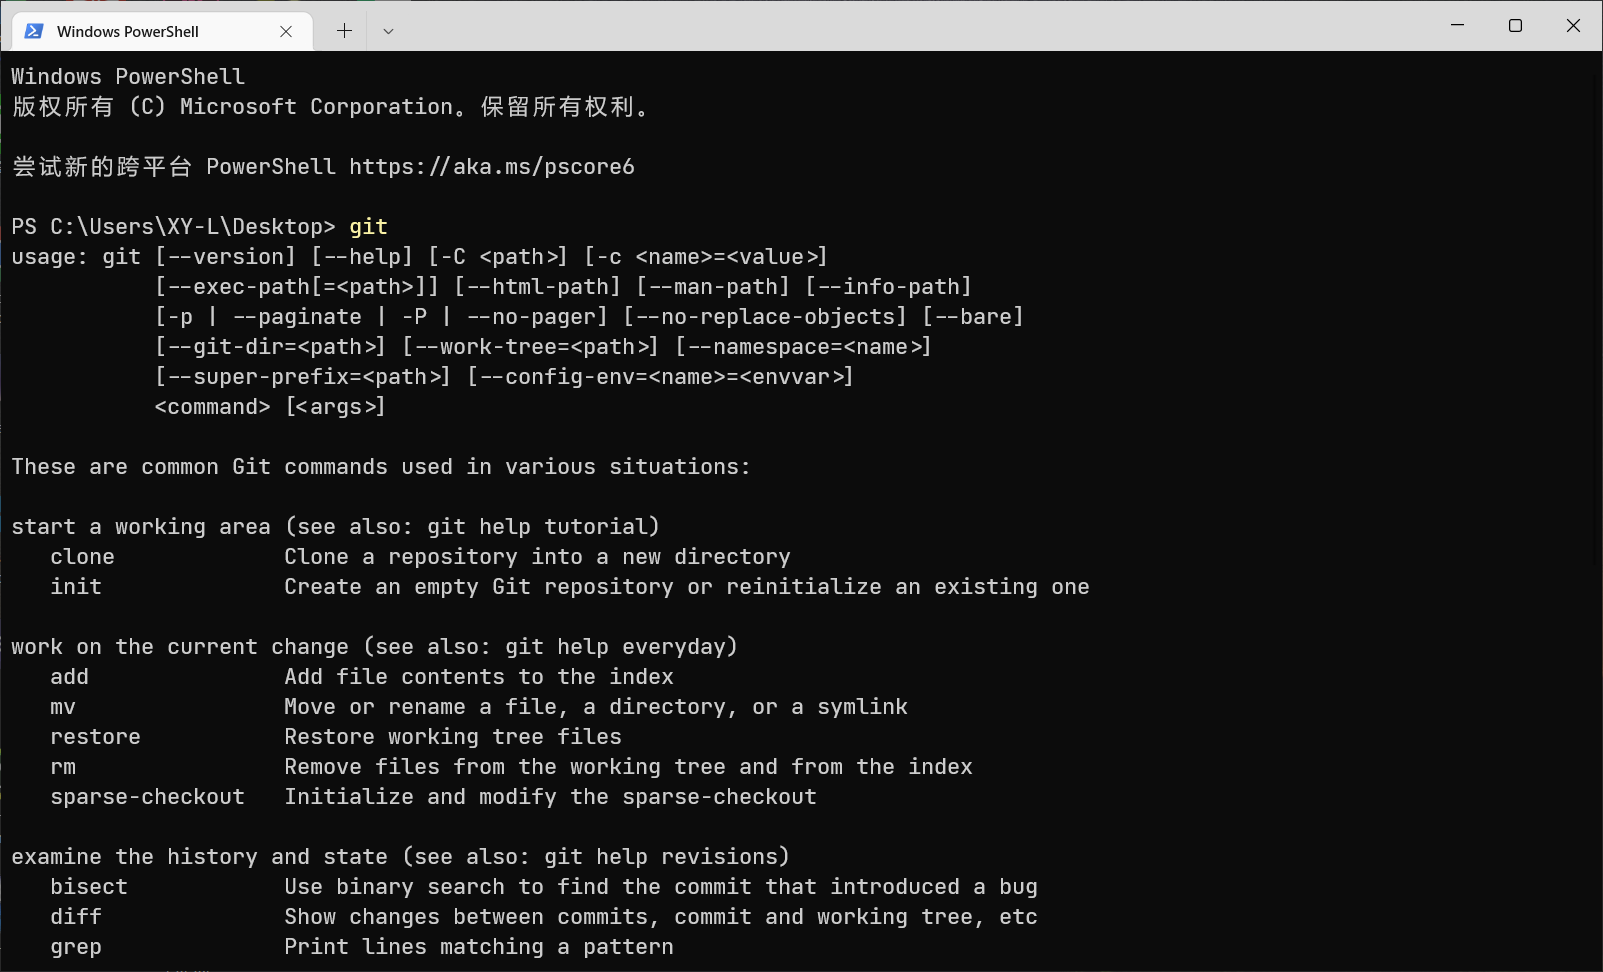 Windows PowerShell
Windows PowerShell
版权所有 (C) Microsoft Corporation。保留所有权利。
尝试新的跨平台 PowerShell https://aka.ms/pscore6
PS C:\Users\XY-L\Desktop> git
usage: git [--version] [--help] [-C <path>] [-c <name>=<value>]
           [--exec-path[=<path>]] [--html-path] [--man-path] [--info-path]
           [-p | --paginate | -P | --no-pager] [--no-replace-objects] [--bare]
           [--git-dir=<path>] [--work-tree=<path>] [--namespace=<name>]
           [--super-prefix=<path>] [--config-env=<name>=<envvar>]
           <command> [<args>]
These are common Git commands used in various situations:
start a working area (see also: git help tutorial)
   clone             Clone a repository into a new directory
   init              Create an empty Git repository or reinitialize an existing one
work on the current change (see also: git help everyday)
   add               Add file contents to the index
   mv                Move or rename a file, a directory, or a symlink
   restore           Restore working tree files
   rm                Remove files from the working tree and from the index
   sparse-checkout   Initialize and modify the sparse-checkout
examine the history and state (see also: git help revisions)
   bisect            Use binary search to find the commit that introduced a bug
   diff              Show changes between commits, commit and working tree, etc
   grep              Print lines matching a pattern